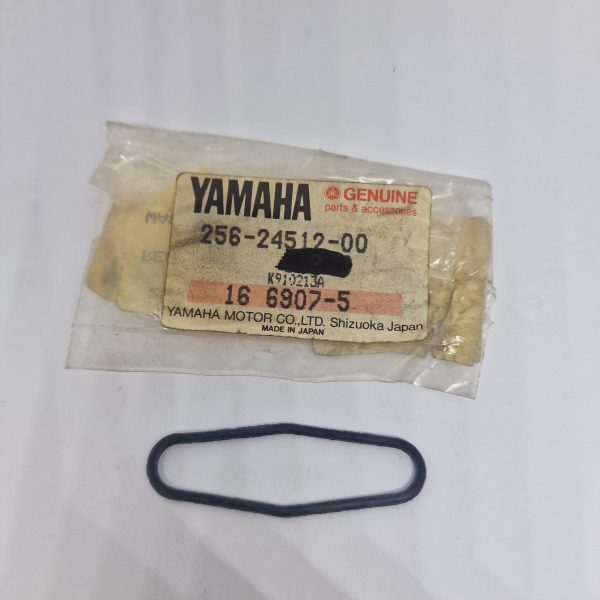 YAMAHA GENUINE
parts & accessories
256-24512-00
K910213A
16 6907-5
YAMAHA MOTOR CO.,LTD. Shizuoka Japan
MADE IN JAPAN